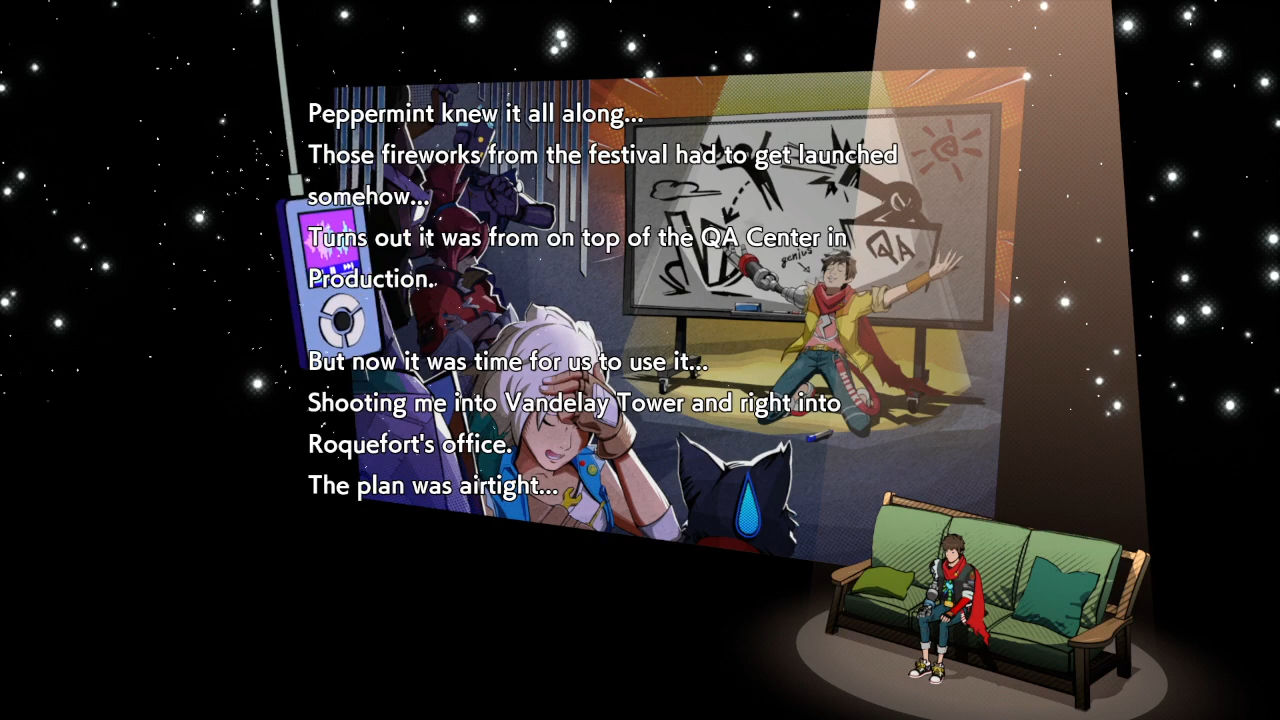 Peppermint knew it all along...
Those fireworks from the festival had to get launched
somehow...
Turns out it was from on top of the QA Center in
Production.
But now it was time for us to use it...
Shooting me into Vandelay Tower and right into
Roquefort's office.
The plan was airtight...
QA
genius